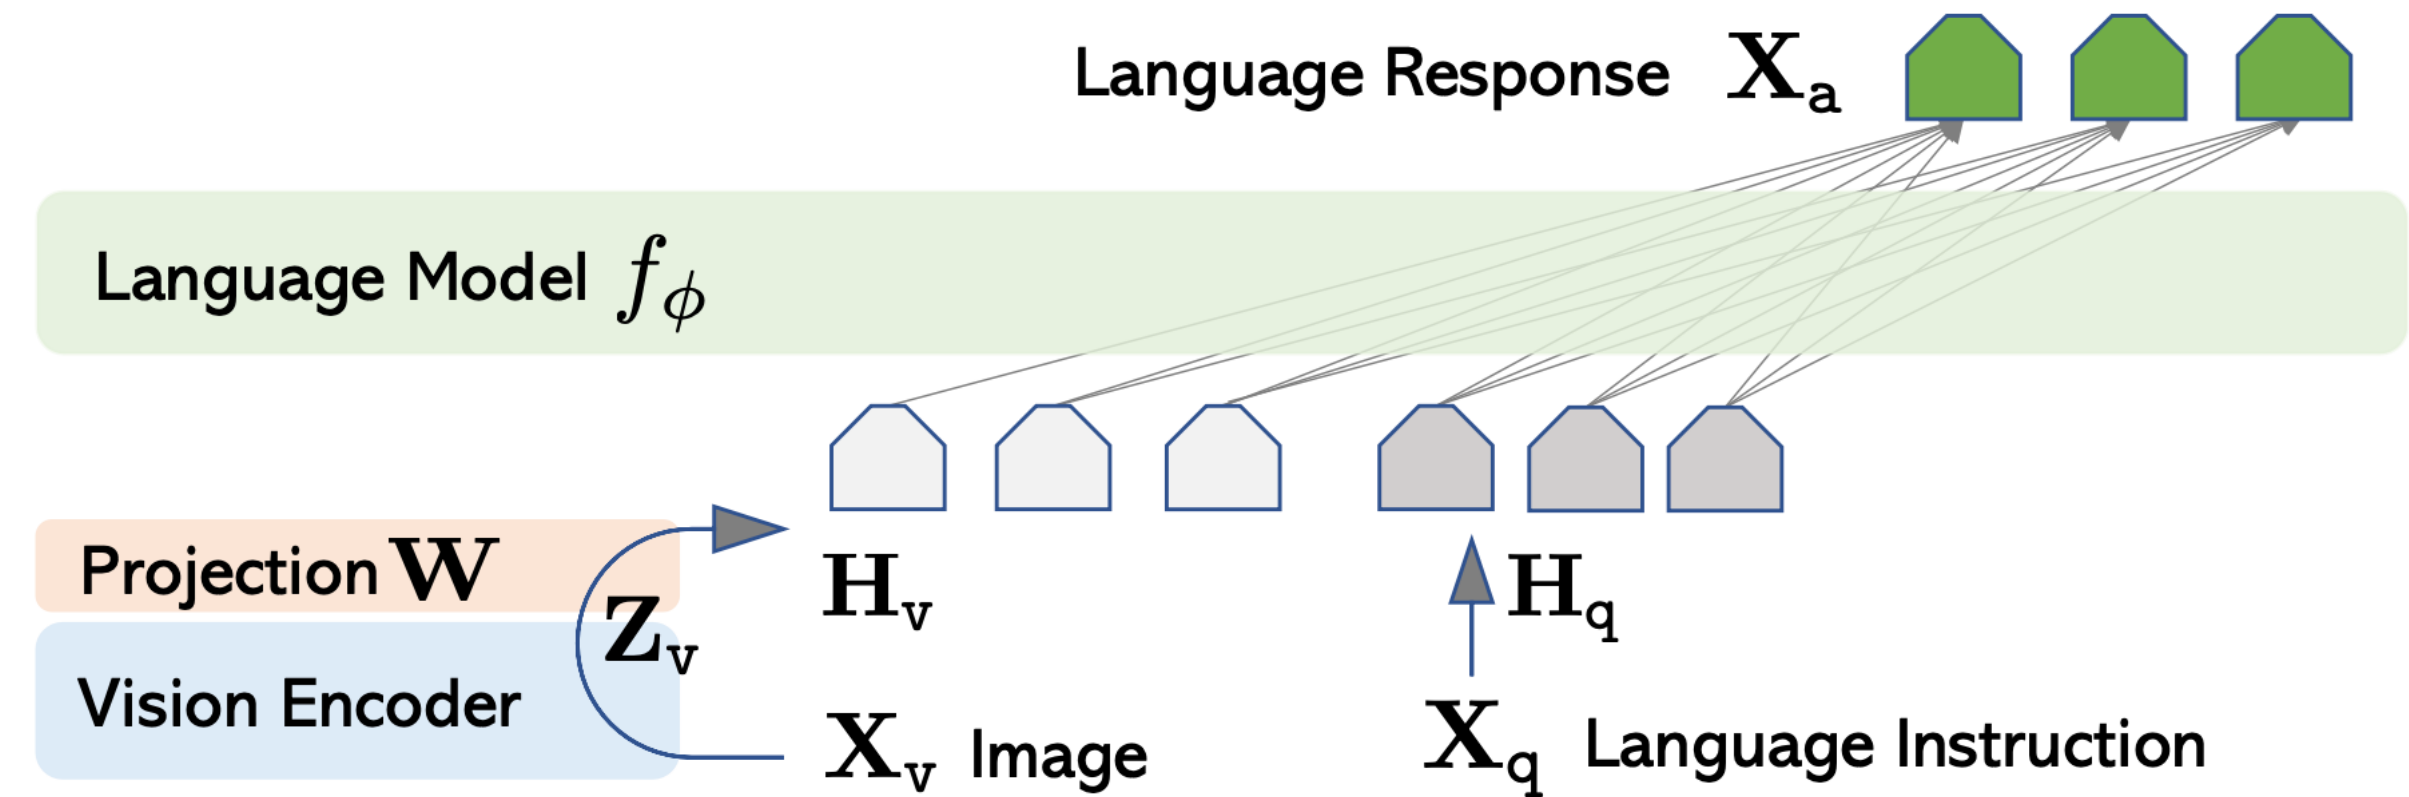 Language Response X_a
Language Model f_ϕ
Projection W
Z_v
H_v
H_q
Vision Encoder
X_v Image
X_q Language Instruction